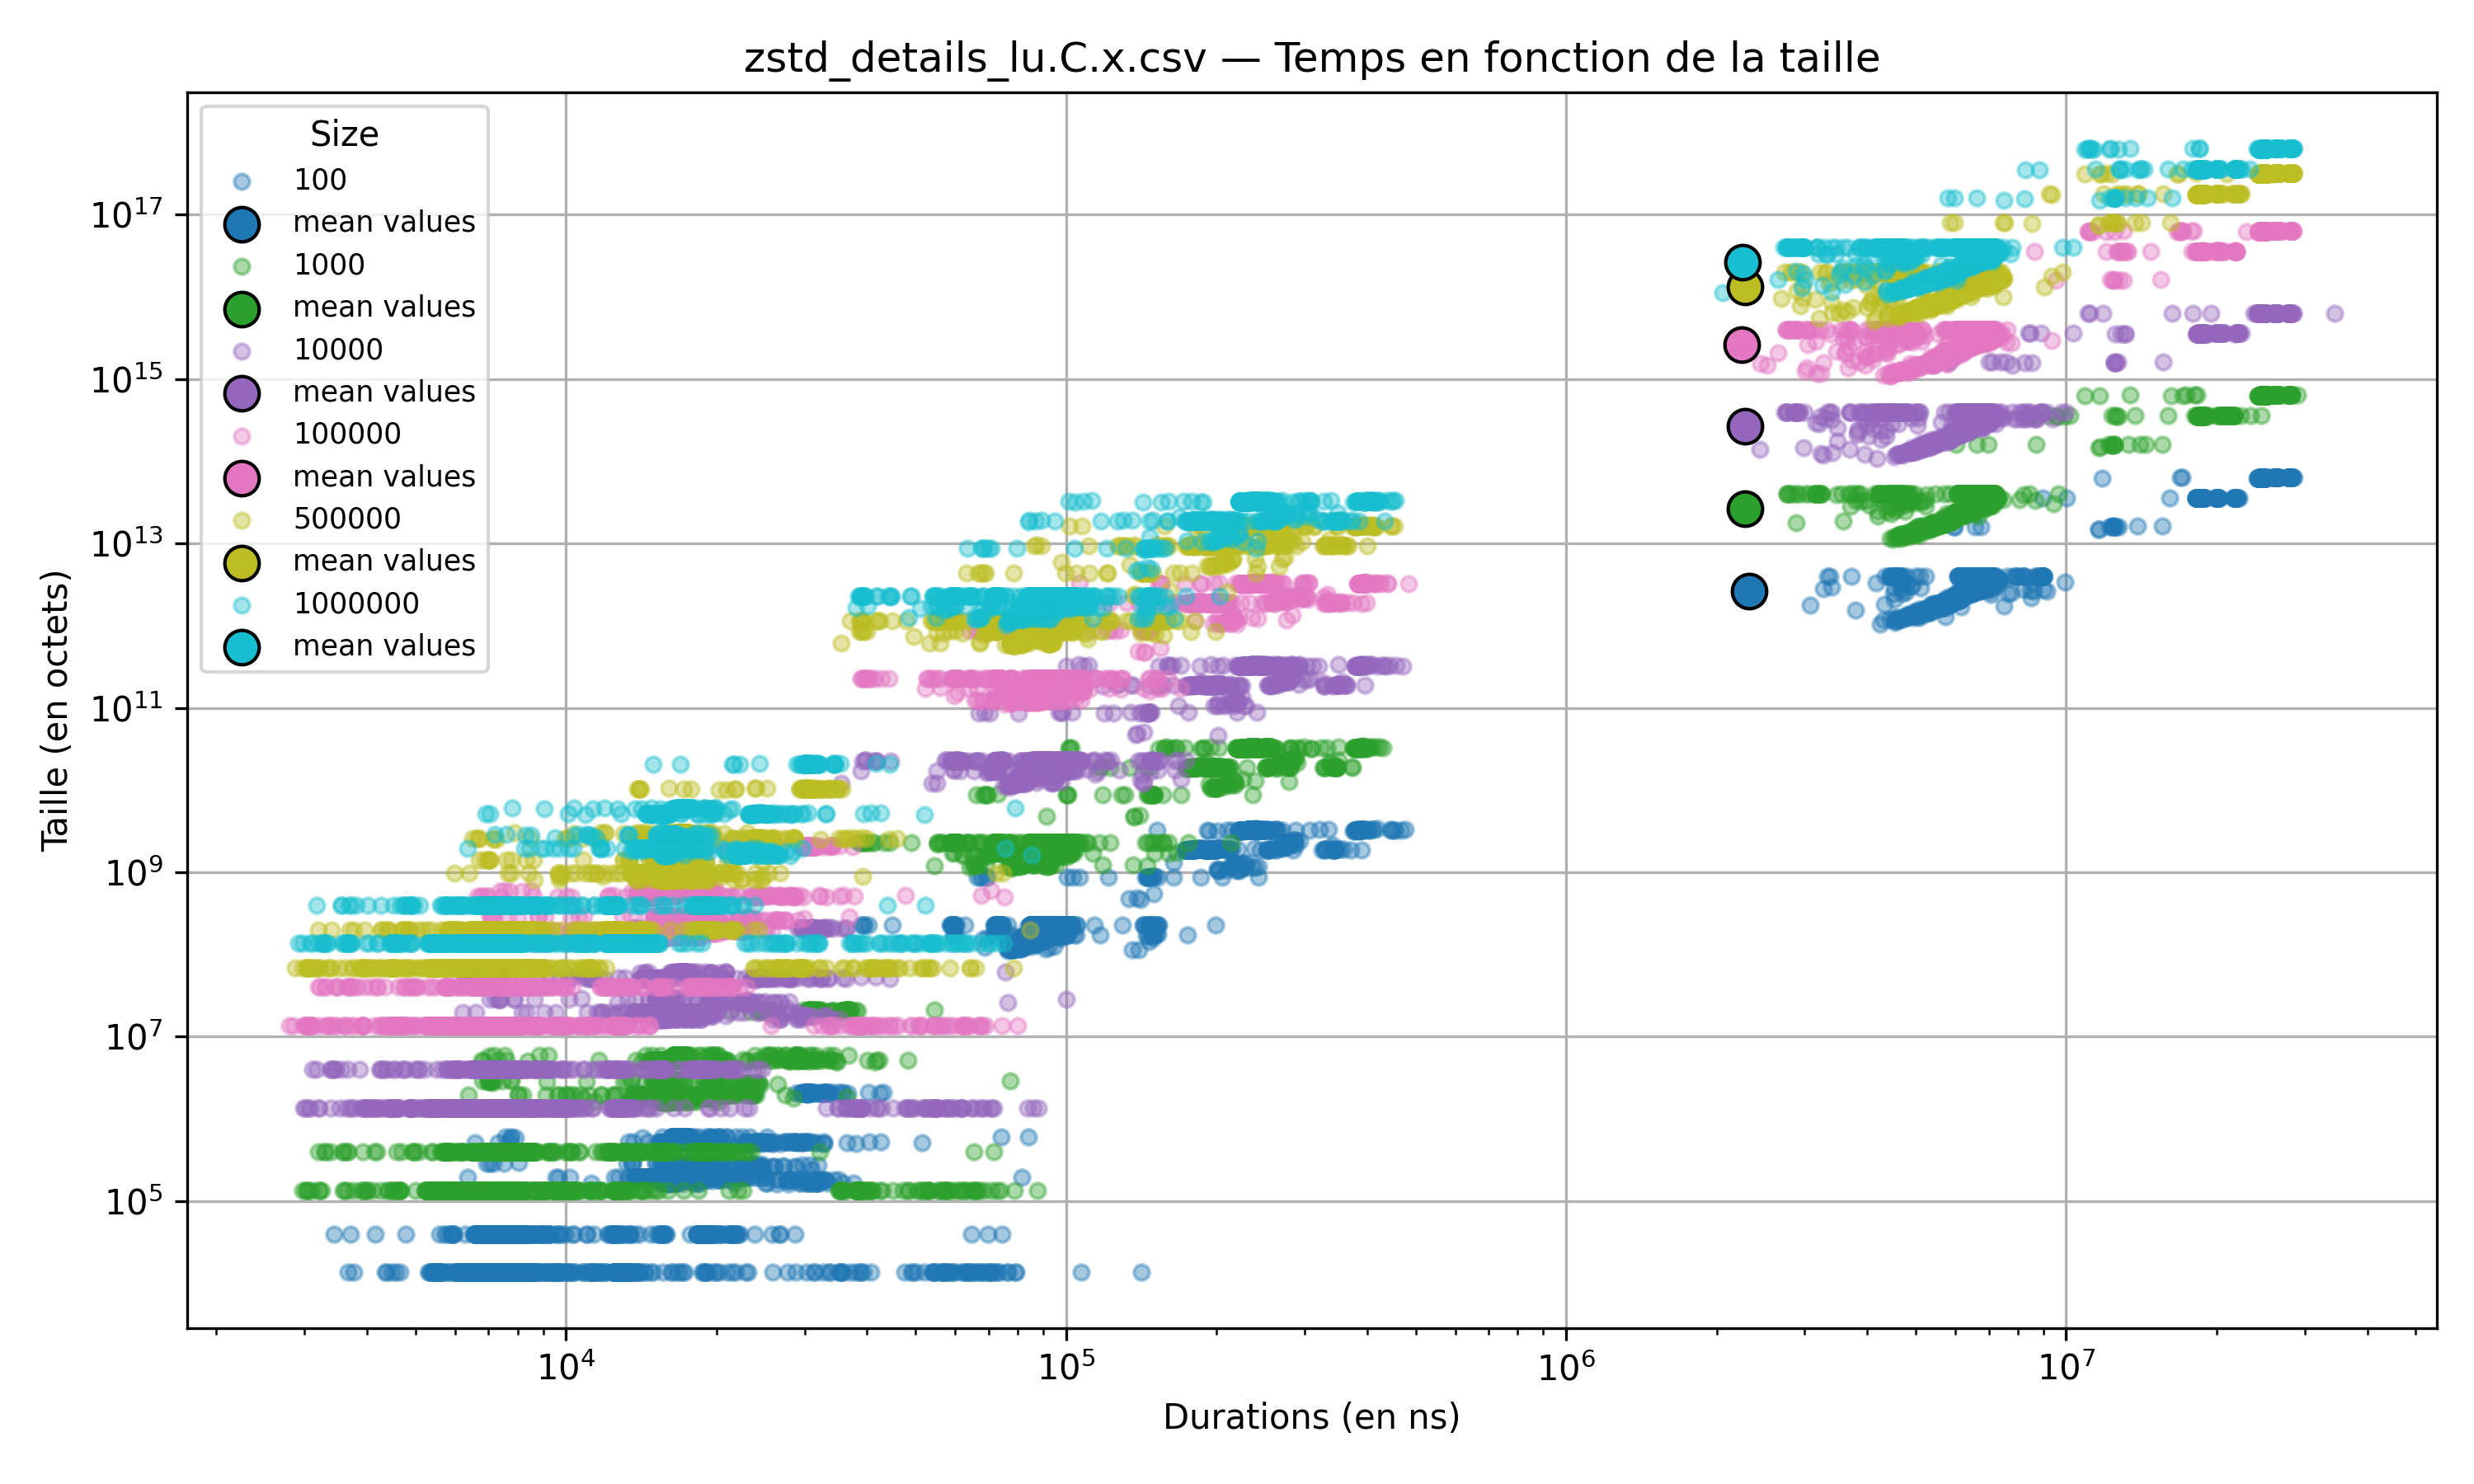 zstd_details_lu.C.x.csv — Temps en fonction de la taille
Size
100
mean values
1000
mean values
10000
mean values
100000
mean values
500000
mean values
1000000
mean values
Taille (en octets)
10^17
10^15
10^13
10^11
10^9
10^7
10^5
10^4
10^5
10^6
10^7
Durations (en ns)